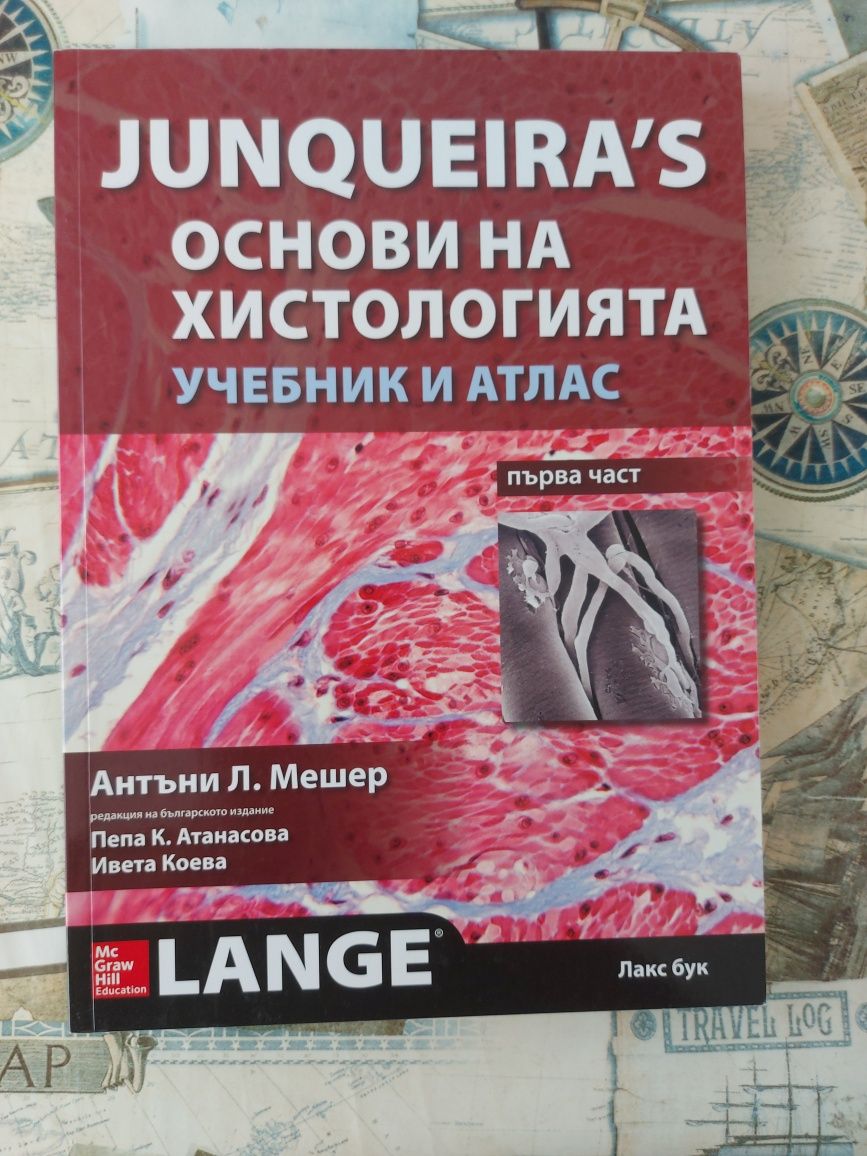 JUNQUEIRA'S
ОСНОВИ НА
ХИСТОЛОГИЯТА
УЧЕБНИК И АТЛАС
първа част
Антъни Л. Мешер
редакция на българското издание
Пепа К. Атанасова
Ивета Коева
Mc
Graw
Hill
Education
LANGE®
Лакс бук
TRAVEL LOG
AP